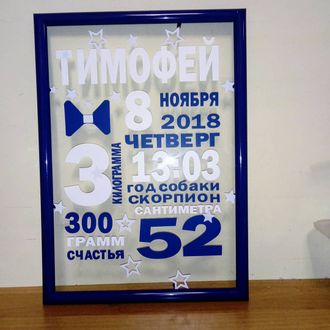 ТИМОФЕЙ
8 НОЯБРЯ
2018
ЧЕТВЕРГ
3 КИЛОГРАММА
13:03
ГОД СОБАКИ
СКОРПИОН
300
ГРАММ
СЧАСТЬЯ
САНТИМЕТРА
52